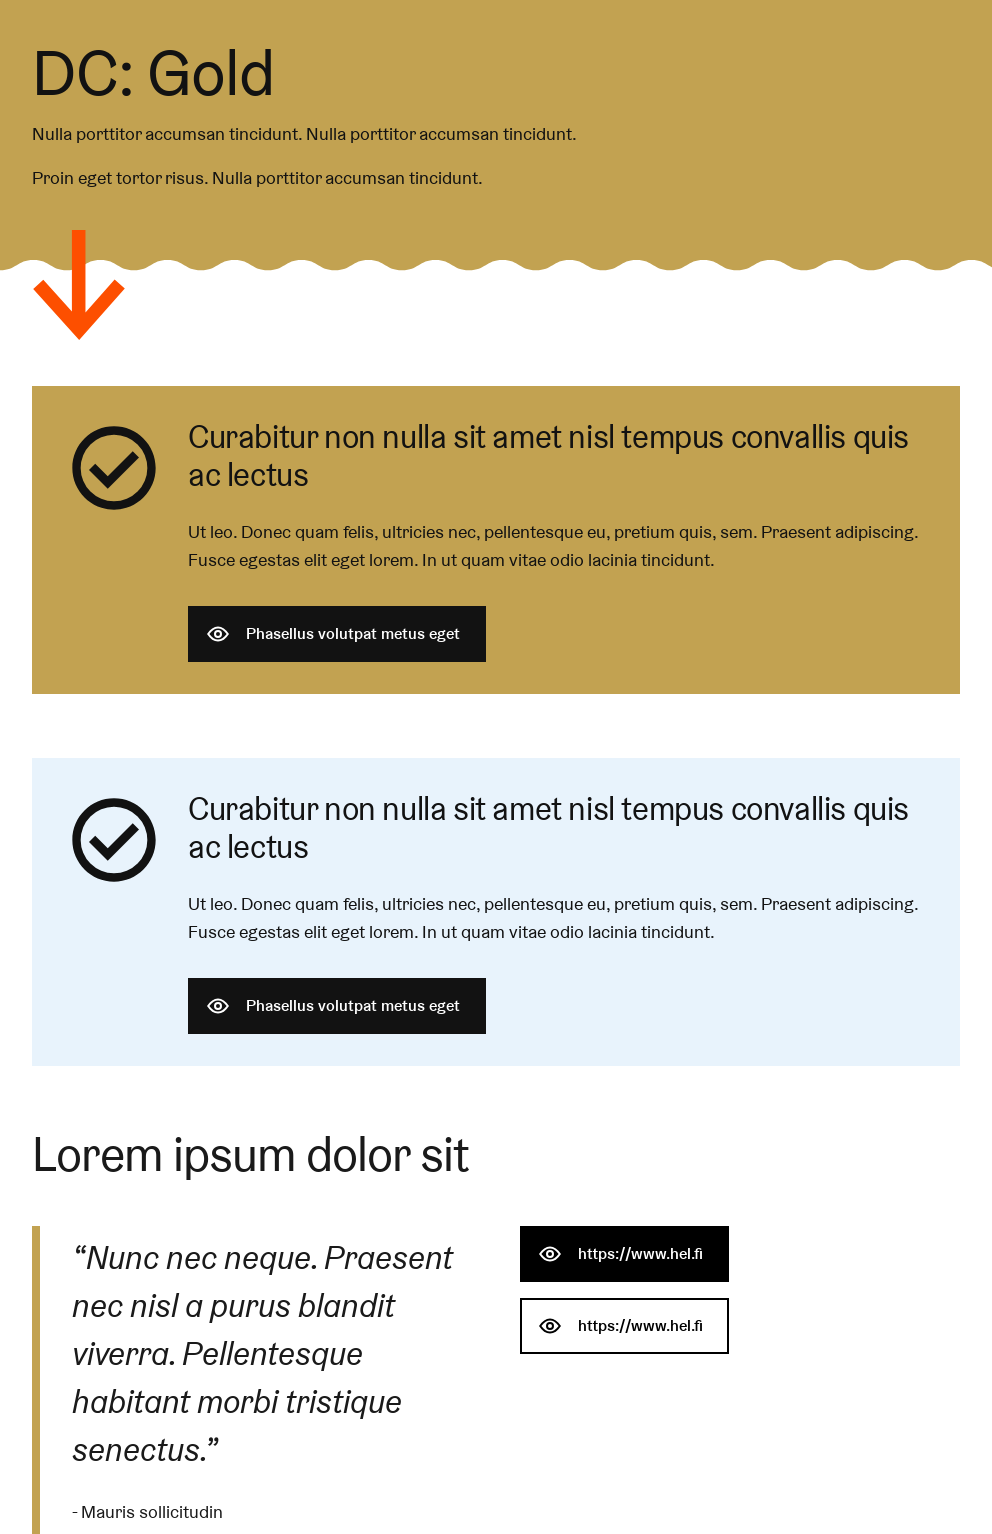 DC: Gold
Nulla porttitor accumsan tincidunt. Nulla porttitor accumsan tincidunt.
Proin eget tortor risus. Nulla porttitor accumsan tincidunt.
Curabitur non nulla sit amet nisl tempus convallis quis
ac lectus
Ut leo. Donec quam felis, ultricies nec, pellentesque eu, pretium quis, sem. Praesent adipiscing.
Fusce egestas elit eget lorem. In ut quam vitae odio lacinia tincidunt.
Phasellus volutpat metus eget
Curabitur non nulla sit amet nisl tempus convallis quis
ac lectus
Ut leo. Donec quam felis, ultricies nec, pellentesque eu, pretium quis, sem. Praesent adipiscing.
Fusce egestas elit eget lorem. In ut quam vitae odio lacinia tincidunt.
Phasellus volutpat metus eget
Lorem ipsum dolor sit
“Nunc nec neque. Praesent
nec nisl a purus blandit
viverra. Pellentesque
habitant morbi tristique
senectus.”
- Mauris sollicitudin
https://www.hel.fi
https://www.hel.fi